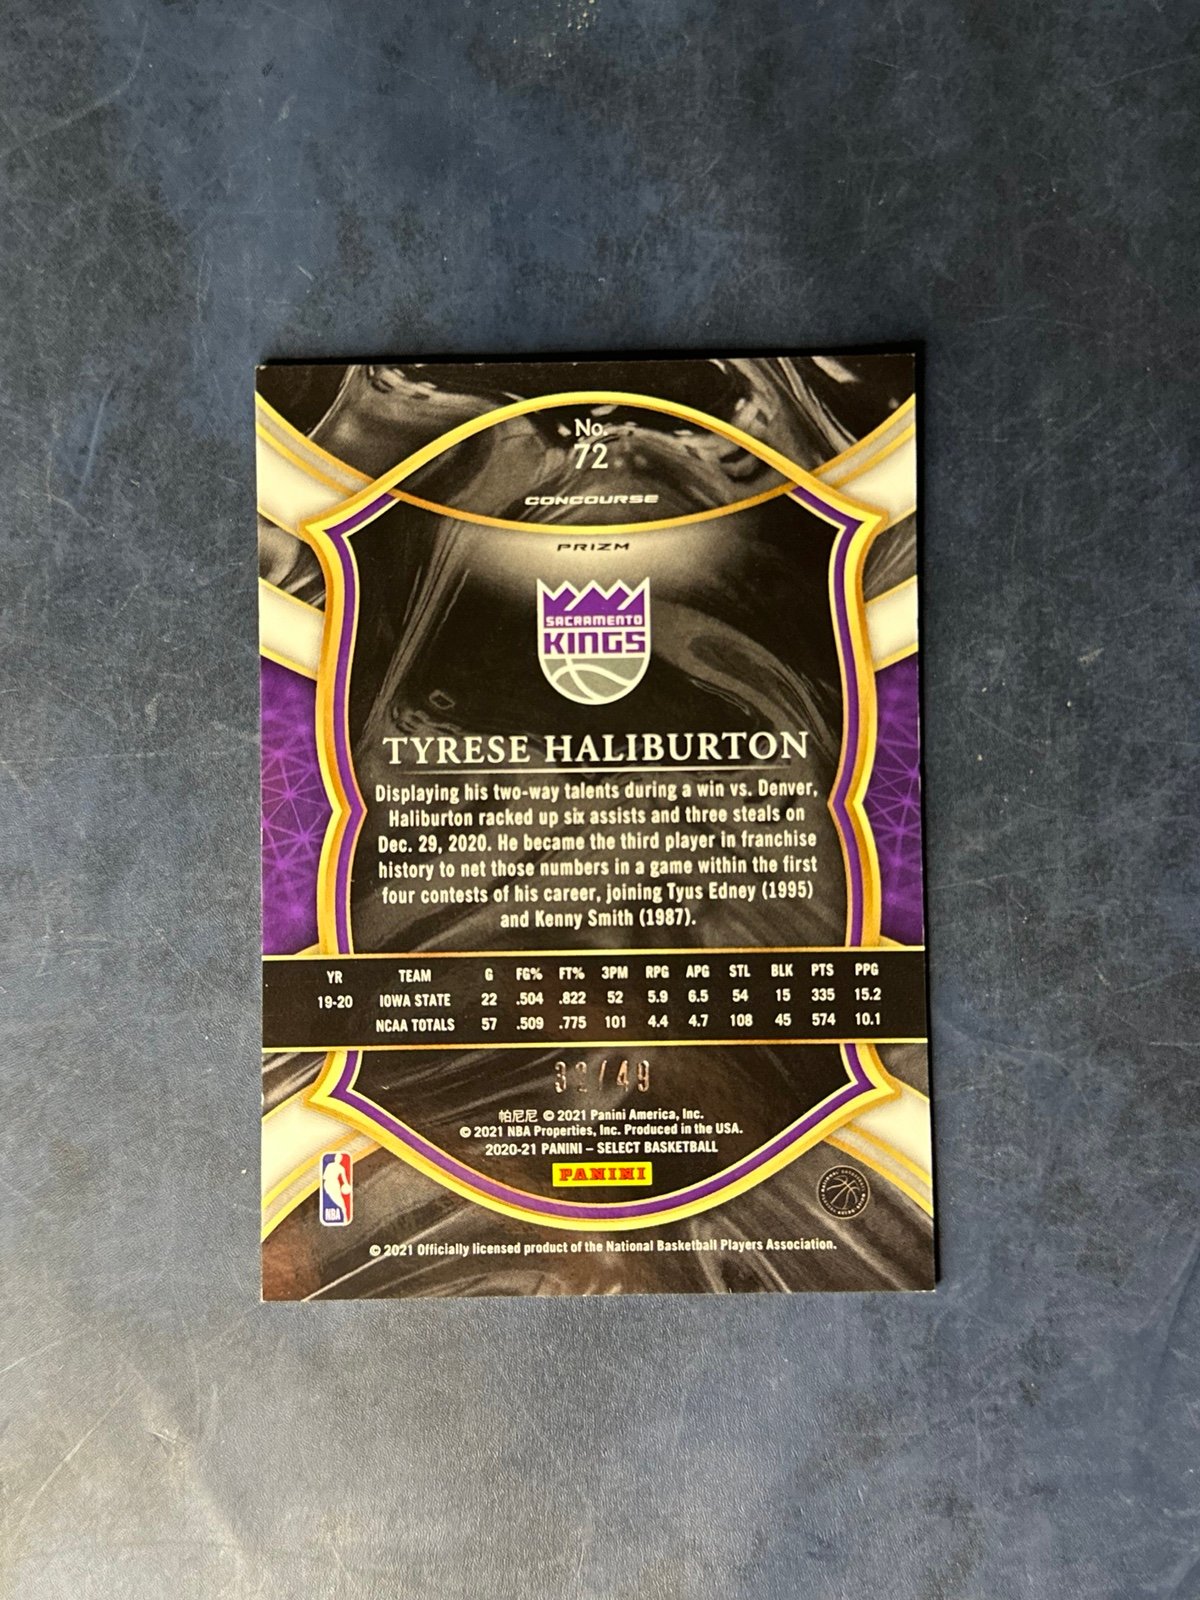 No.
72
CONCOURSE
PRIZM
SACRAMENTO
KINGS
TYRESE HALIBURTON
Displaying his two-way talents during a win vs. Denver,
Haliburton racked up six assists and three steals on
Dec. 29, 2020. He became the third player in franchise
history to net those numbers in a game within the first
four contests of his career, joining Tyus Edney (1995)
and Kenny Smith (1987).
YR TEAM G FG% FT% 3PM RPG APG STL BLK PTS PPG
19-20 IOWA STATE 22 .504 .822 52 5.9 6.5 54 15 335 15.2
NCAA TOTALS 57 .509 .775 101 4.4 4.7 108 45 574 10.1
帕尼尼 © 2021 Panini America, Inc.
© 2021 NBA Properties, Inc. Produced in the USA.
2020-21 PANINI – SELECT BASKETBALL
PANINI
NBA
© 2021 Officially licensed product of the National Basketball Players Association.